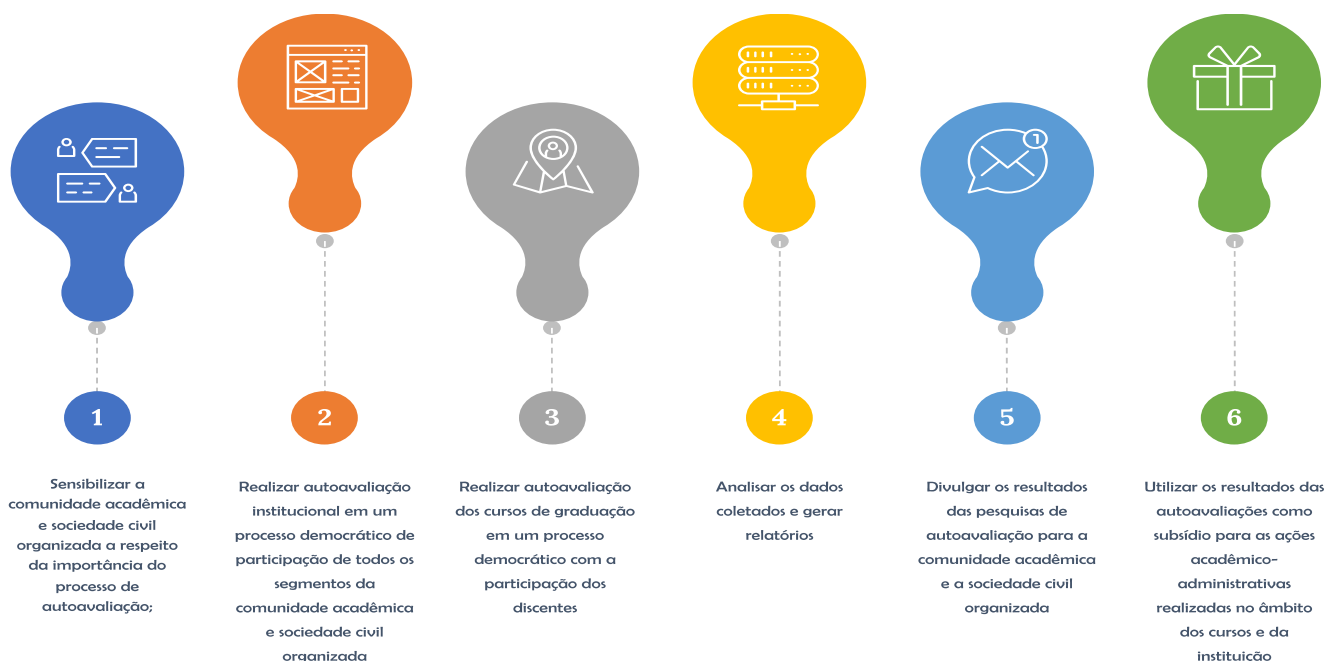 1
Sensibilizar a
comunidade acadêmica
e sociedade civil
organizada a respeito
da importância do
processo de
autoavaliação;
2
Realizar autoavaliação
institucional em um
processo democrático de
participação de todos os
segmentos da
comunidade acadêmica
e sociedade civil
organizada
3
Realizar autoavaliação
dos cursos de graduação
em um processo
democrático com a
participação dos
discentes
4
Analisar os dados
coletados e gerar
relatórios
1
5
Divulgar os resultados
das pesquisas de
autoavaliação para a
comunidade acadêmica
e a sociedade civil
organizada
6
Utilizar os resultados das
autoavaliações como
subsídio para as ações
acadêmico-
administrativas
realizadas no âmbito
dos cursos e da
instituição